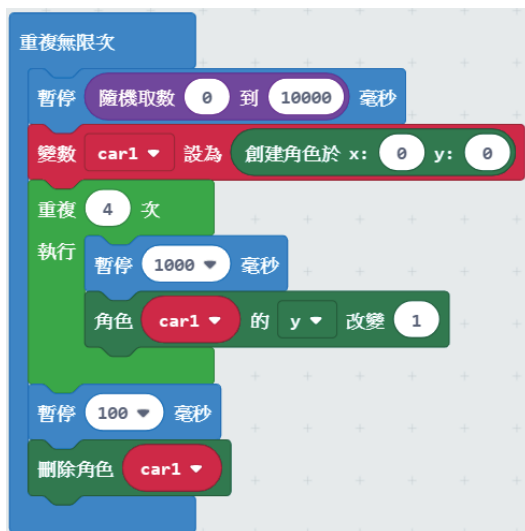 重複無限次
暫停 隨機取數 0 到 10000 毫秒
變數 car1 設為 創建角色於 x: 0 y: 0
重複 4 次
執行
暫停 1000 毫秒
角色 car1 的 y 改變 1
暫停 100 毫秒
刪除角色 car1